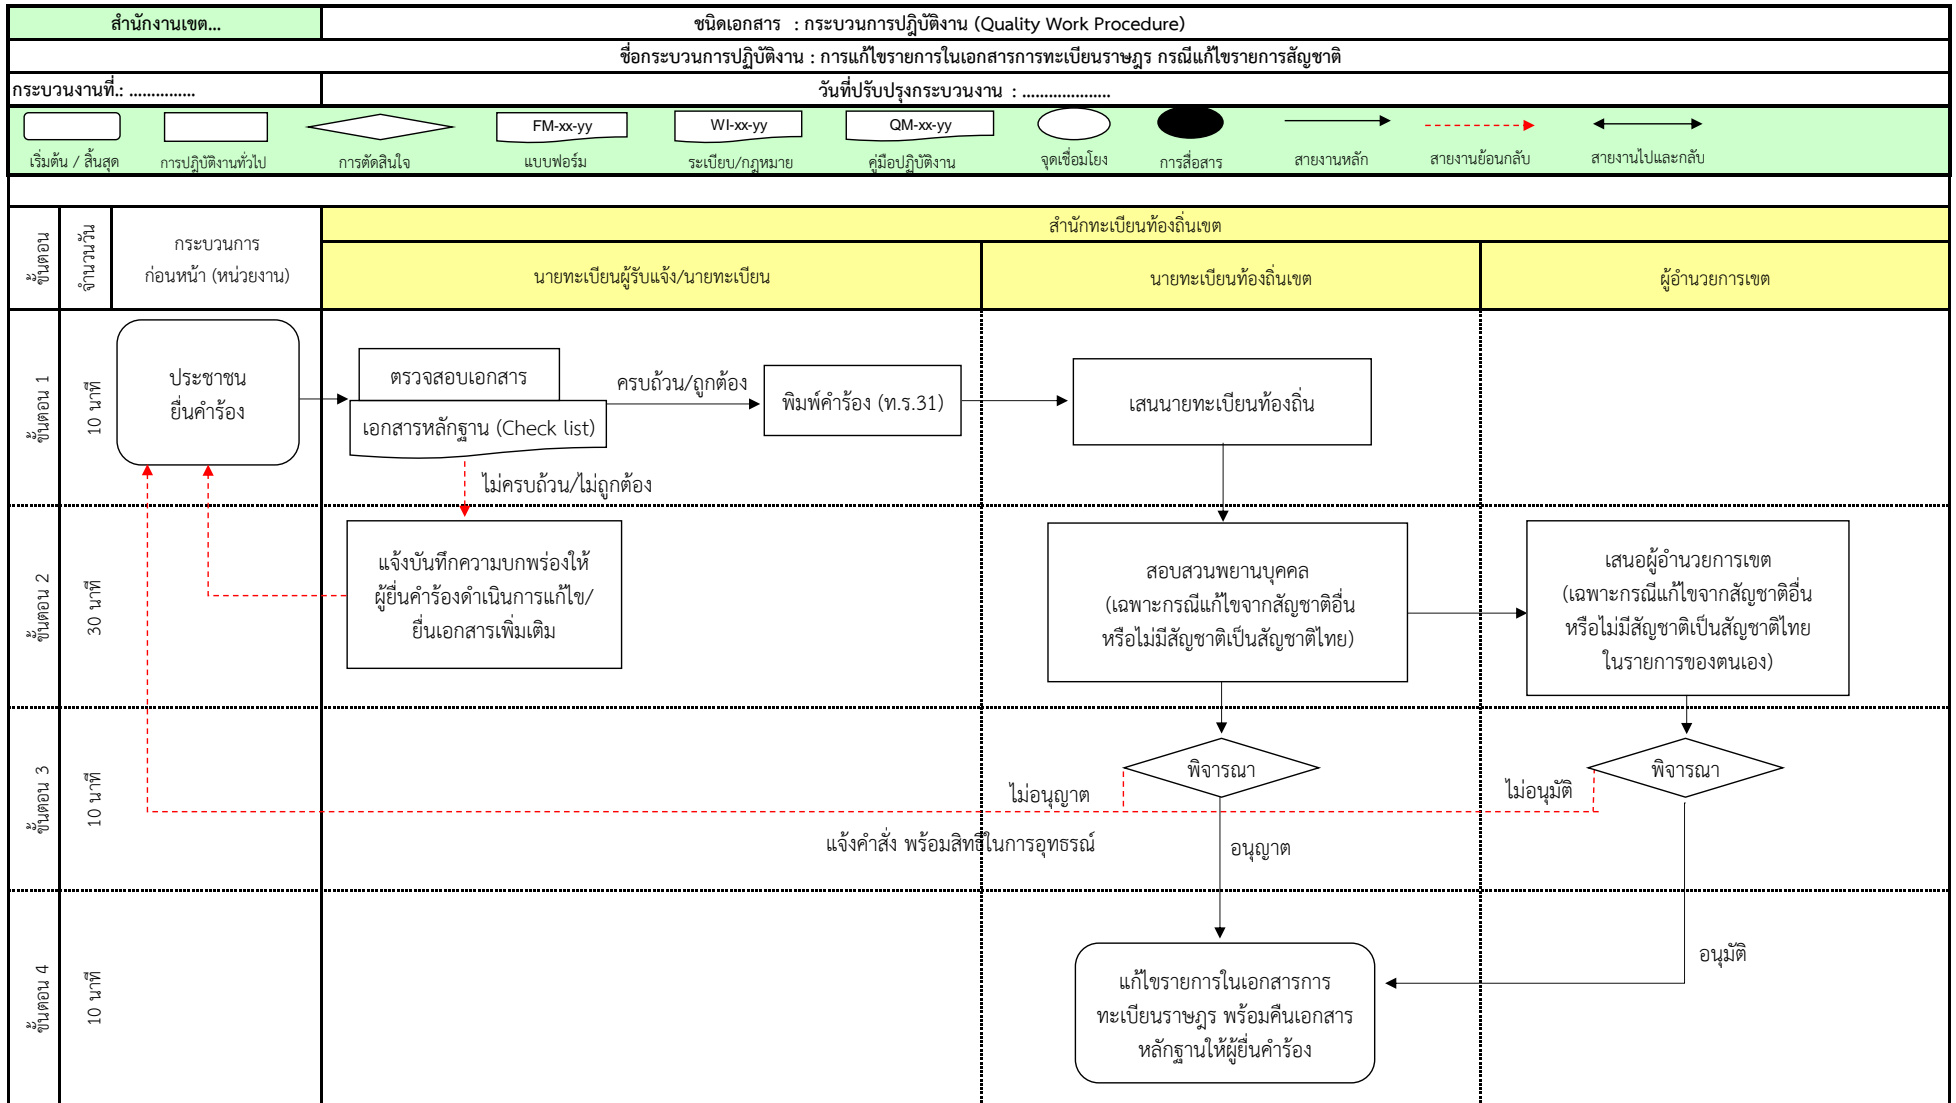 สำนักงานเขต...
ชนิดเอกสาร : กระบวนการปฎิบัติงาน (Quality Work Procedure)
ชื่อกระบวนการปฏิบัติงาน : การแก้ไขรายการในเอกสารการทะเบียนราษฎร กรณีแก้ไขรายการสัญชาติ
กระบวนงานที่.: ...............
วันที่ปรับปรุงกระบวนงาน : ....................
FM-xx-yy
WI-xx-yy
QM-xx-yy
เริ่มต้น / สิ้นสุด
การปฏิบัติงานทั่วไป
การตัดสินใจ
แบบฟอร์ม
ระเบียบ/กฎหมาย
คู่มือปฏิบัติงาน
จุดเชื่อมโยง
การสื่อสาร
สายงานหลัก
สายงานย้อนกลับ
สายงานไปและกลับ
ขั้นตอน
จำนวนวัน
กระบวนการ
ก่อนหน้า (หน่วยงาน)
สำนักทะเบียนท้องถิ่นเขต
นายทะเบียนผู้รับแจ้ง/นายทะเบียน
นายทะเบียนท้องถิ่นเขต
ผู้อำนวยการเขต
ขั้นตอน 1
10 นาที
ประชาชน
ยื่นคำร้อง
ตรวจสอบเอกสาร
เอกสารหลักฐาน (Check list)
ครบถ้วน/ถูกต้อง
พิมพ์คำร้อง (ท.ร.31)
เสนนายทะเบียนท้องถิ่น
ไม่ครบถ้วน/ไม่ถูกต้อง
ขั้นตอน 2
30 นาที
แจ้งบันทึกความบกพร่องให้
ผู้ยื่นคำร้องดำเนินการแก้ไข/
ยื่นเอกสารเพิ่มเติม
สอบสวนพยานบุคคล
(เฉพาะกรณีแก้ไขจากสัญชาติอื่น
หรือไม่มีสัญชาติเป็นสัญชาติไทย)
เสนอผู้อำนวยการเขต
(เฉพาะกรณีแก้ไขจากสัญชาติอื่น
หรือไม่มีสัญชาติเป็นสัญชาติไทย
ในรายการของตนเอง)
ขั้นตอน 3
10 นาที
พิจารณา
พิจารณา
ไม่อนุญาต
ไม่อนุมัติ
แจ้งคำสั่ง พร้อมสิทธิ์ในการอุทธรณ์
อนุญาต
ขั้นตอน 4
10 นาที
แก้ไขรายการในเอกสารการ
ทะเบียนราษฎร พร้อมคืนเอกสาร
หลักฐานให้ผู้ยื่นคำร้อง
อนุมัติ